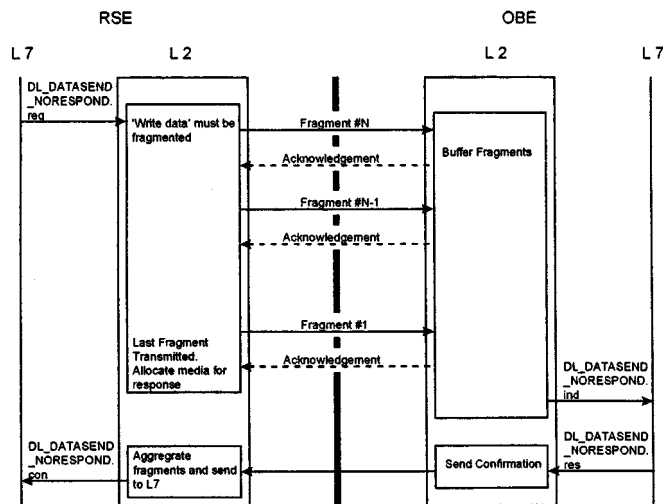 RSE
OBE
L 7
L 2
L 2
L 7
DL_DATASEND
_NORESPOND.
req
'Write data' must be
fragmented
Fragment #N
Buffer Fragments
Acknowledgement
Fragment #N-1
Acknowledgement
Fragment #1
Last Fragment
Transmitted.
Allocate media for
response
Acknowledgement
DL_DATASEND
_NORESPOND.
ind
DL_DATASEND
_NORESPOND.
con
Aggregrate
fragments and send
to L7
Send Confirmation
DL_DATASEND
_NORESPOND.
res